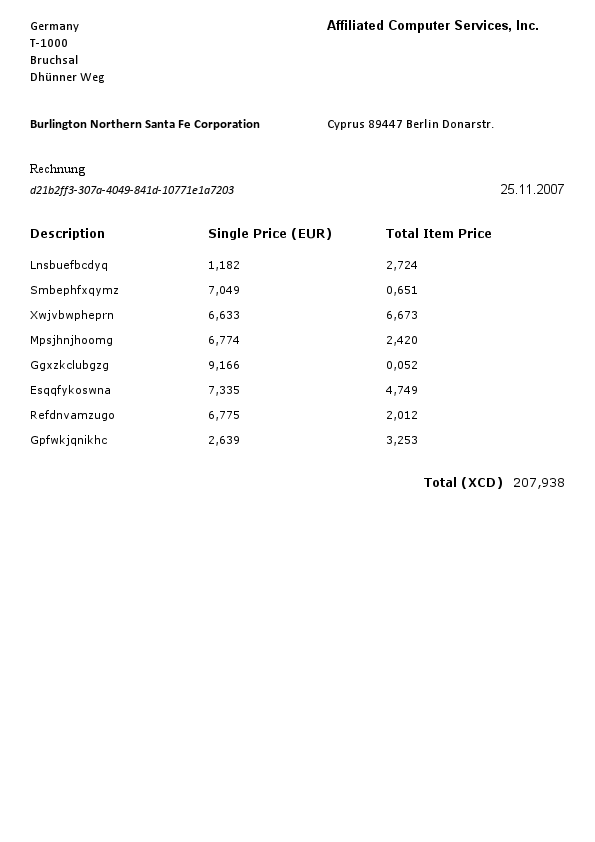 Germany
T-1000
Bruchsal
Dhünner Weg
Affiliated Computer Services, Inc.
Burlington Northern Santa Fe Corporation
Cyprus 89447 Berlin Donarstr.
Rechnung
d21b2ff3-307a-4049-841d-10771e1a7203
25.11.2007
Description Single Price (EUR) Total Item Price
Lnsbuefbcdyq 1,182 2,724
Smbephfxqymz 7,049 0,651
Xwjvbwpheprn 6,633 6,673
Mpsjhnjhoomg 6,774 2,420
Ggxzkclubgzg 9,166 0,052
Esqqfykoswna 7,335 4,749
Refdnvamzugo 6,775 2,012
Gpfwkjqnikhc 2,639 3,253
Total (XCD) 207,938